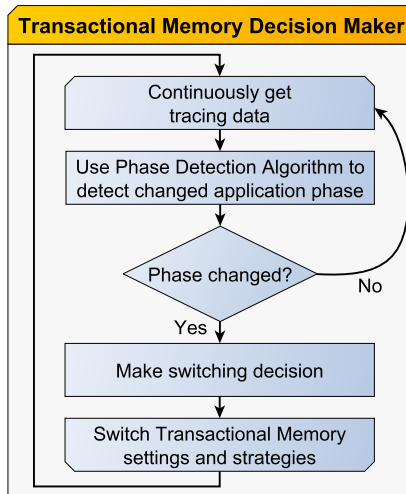 Transactional Memory Decision Maker
Continuously get
tracing data
Use Phase Detection Algorithm to
detect changed application phase
Phase changed?
No
Yes
Make switching decision
Switch Transactional Memory
settings and strategies